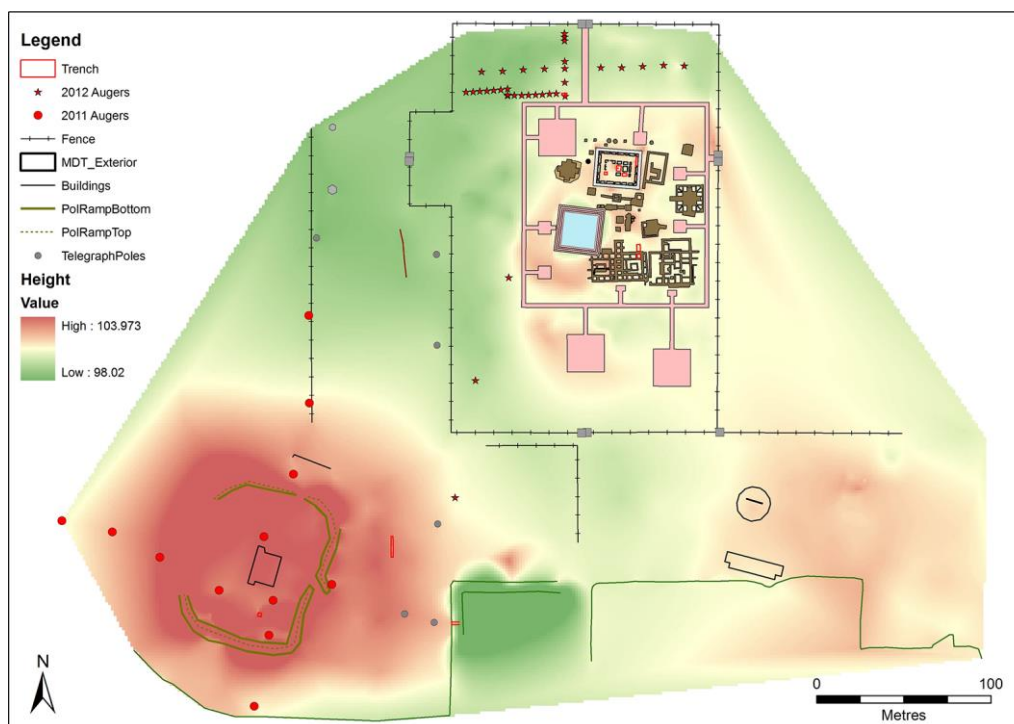 Legend
Trench
2012 Augers
2011 Augers
Fence
MDT_Exterior
Buildings
PolRampBottom
PolRampTop
TelegraphPoles
Height
Value
High : 103.973
Low : 98.02
N
0 100
Metres